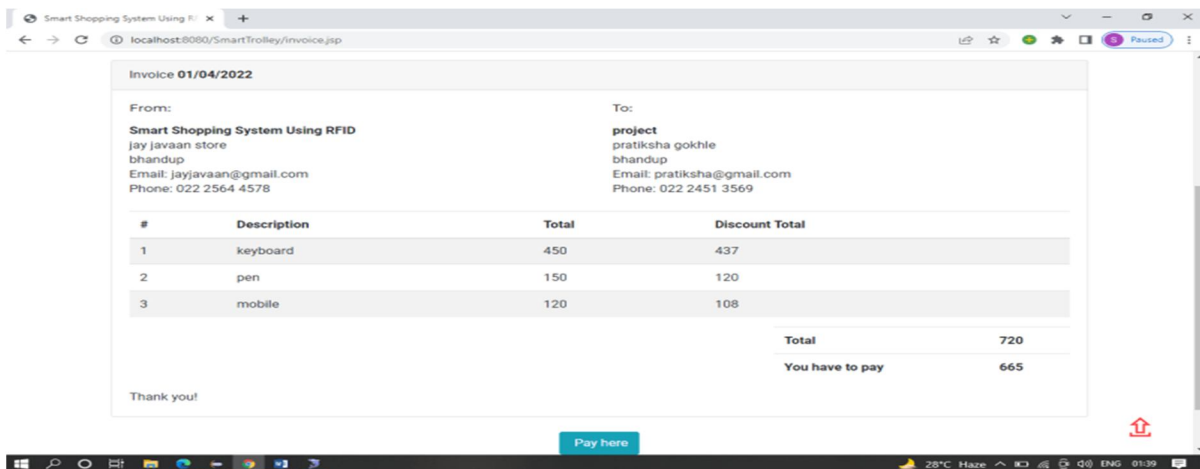 Smart Shopping System Using R
localhost:8080/SmartTrolley/invoice.jsp
S Paused
Invoice 01/04/2022
From:
To:
Smart Shopping System Using RFID
project
jay javaan store
pratiksha gokhle
bhandup
bhandup
Email: jayjavaan@gmail.com
Email: pratiksha@gmail.com
Phone: 022 2564 4578
Phone: 022 2451 3569
# Description Total Discount Total
1 keyboard 450 437
2 pen 150 120
3 mobile 120 108
Total 720
You have to pay 665
Thank you!
Pay here
28°C Haze ENG 01:39